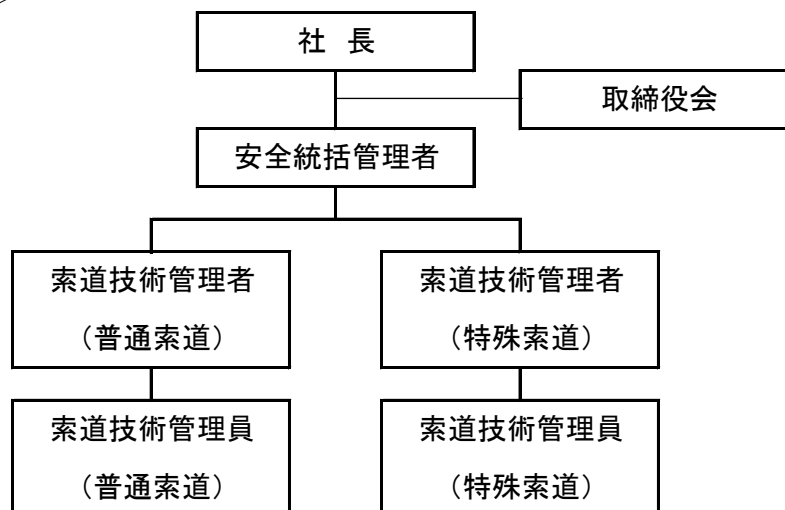 社 長
取締役会
安全統括管理者
索道技術管理者
（普通索道）
索道技術管理者
（特殊索道）
索道技術管理員
（普通索道）
索道技術管理員
（特殊索道）